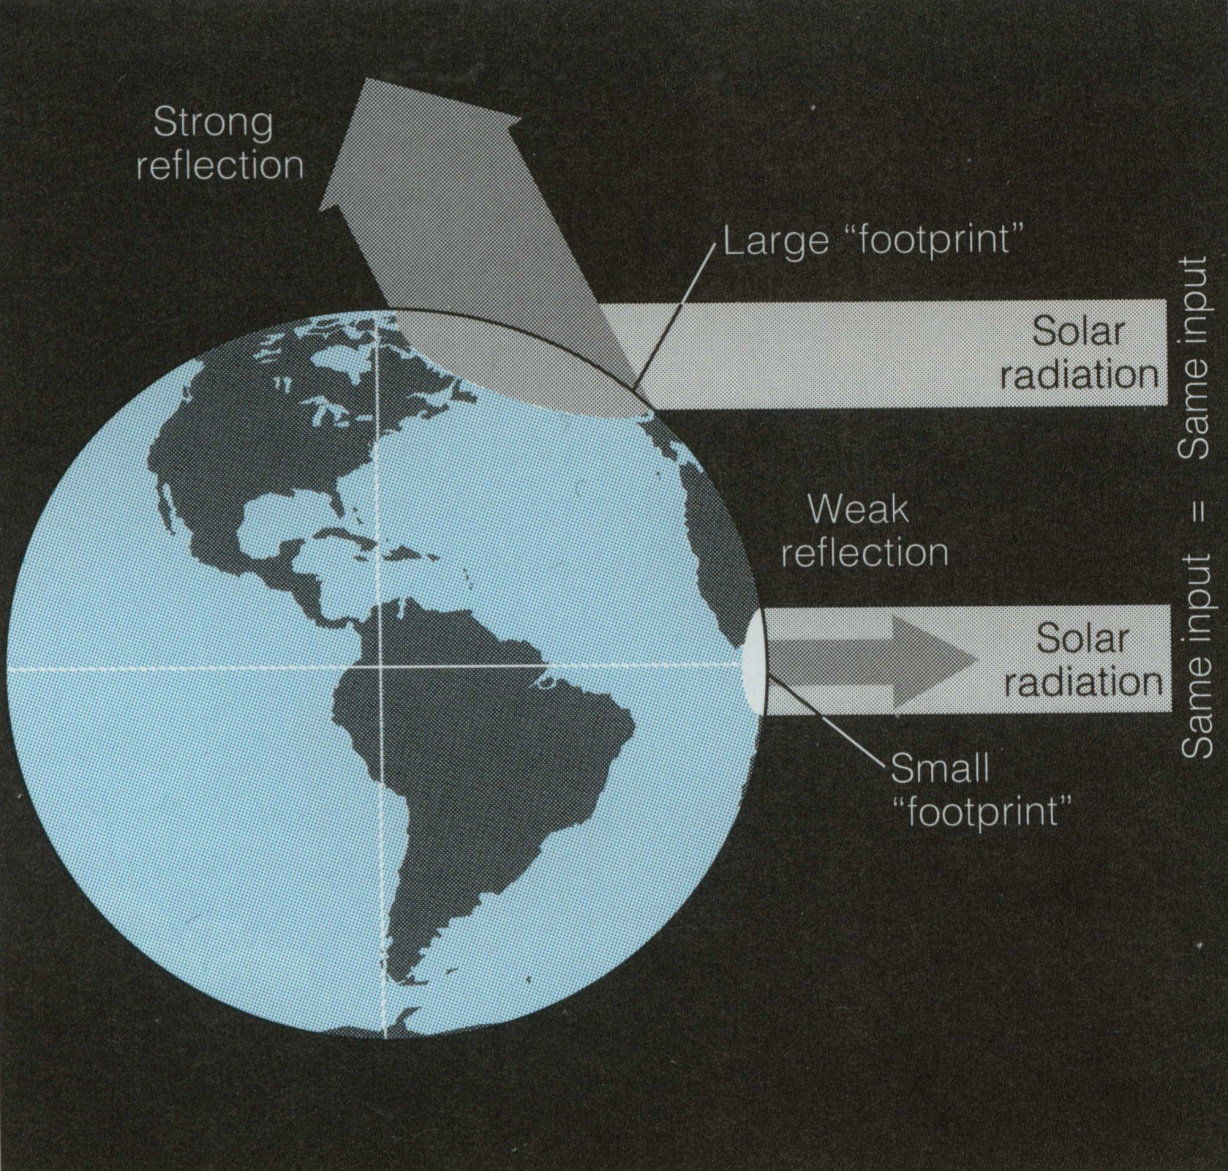 Strong
reflection
Large “footprint”
Solar
radiation
Weak
reflection
Solar
radiation
Small
“footprint”
Same input = Same input